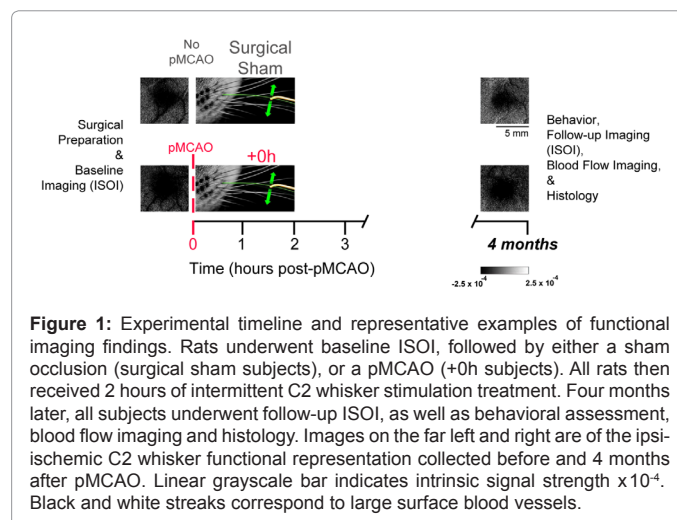 No
pMCAO
Surgical
Sham
Surgical
Preparation
&
Baseline
Imaging (ISOI)
pMCAO
+0h
5 mm
Behavior,
Follow-up Imaging
(ISOI),
Blood Flow Imaging,
&
Histology
0 1 2 3
4 months
Time (hours post-pMCAO)
-2.5 x 10⁻⁴ 2.5 x 10⁻⁴
Figure 1: Experimental timeline and representative examples of functional
imaging findings. Rats underwent baseline ISOI, followed by either a sham
occlusion (surgical sham subjects), or a pMCAO (+0h subjects). All rats then
received 2 hours of intermittent C2 whisker stimulation treatment. Four months
later, all subjects underwent follow-up ISOI, as well as behavioral assessment,
blood flow imaging and histology. Images on the far left and right are of the ipsi-
ischemic C2 whisker functional representation collected before and 4 months
after pMCAO. Linear grayscale bar indicates intrinsic signal strength x10⁻⁴.
Black and white streaks correspond to large surface blood vessels.